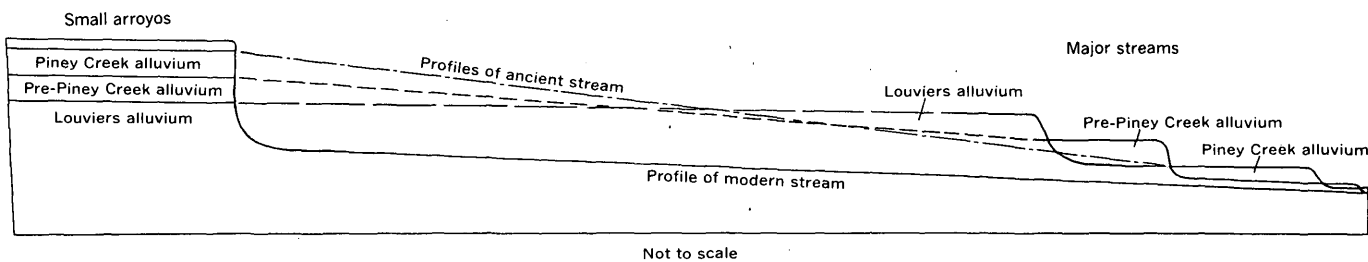 Small arroyos
Major streams
Piney Creek alluvium
Profiles of ancient stream
Pre-Piney Creek alluvium
Louviers alluvium
Louviers alluvium
Pre-Piney Creek alluvium
Piney Creek alluvium
Profile of modern stream
Not to scale